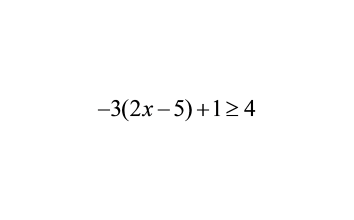 –3(2x – 5) + 1 ≥ 4